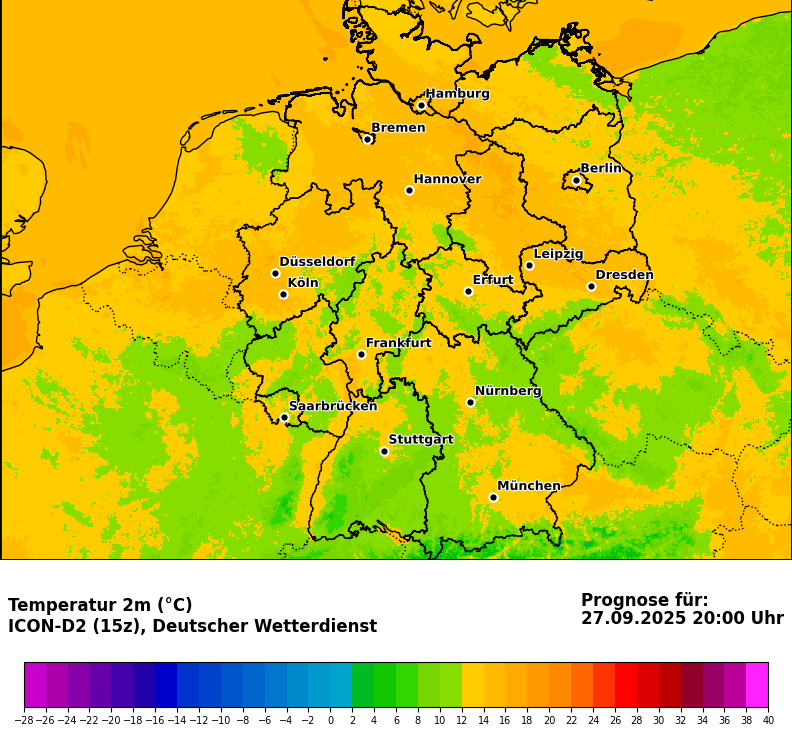 Hamburg
Bremen
Berlin
Hannover
Leipzig
Düsseldorf
Dresden
Köln
Erfurt
Frankfurt
Nürnberg
Saarbrücken
Stuttgart
München
Temperatur 2m (°C)
ICON-D2 (15z), Deutscher Wetterdienst
Prognose für:
27.09.2025 20:00 Uhr
−28 −26 −24 −22 −20 −18 −16 −14 −12 −10 −8 −6 −4 −2 0 2 4 6 8 10 12 14 16 18 20 22 24 26 28 30 32 34 36 38 40